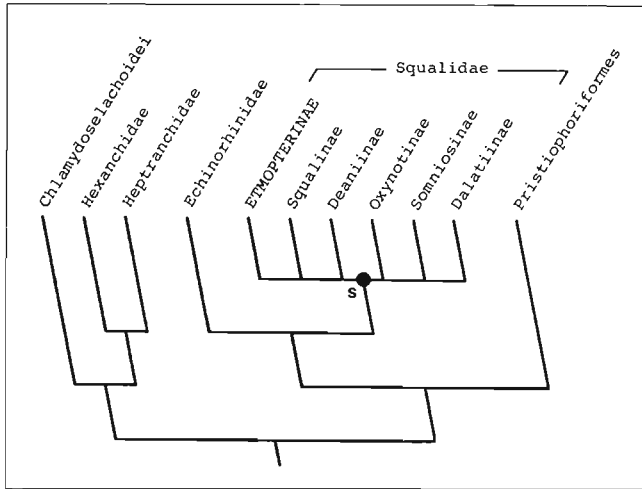 Squalidae
Chlamydoselachoidei
Hexanchidae
Heptranchidae
Echinorhinidae
ETMOPTERINAE
Squalinae
Deaniinae
Oxynotinae
Somniosinae
Dalatiinae
Pristiophoriformes
S